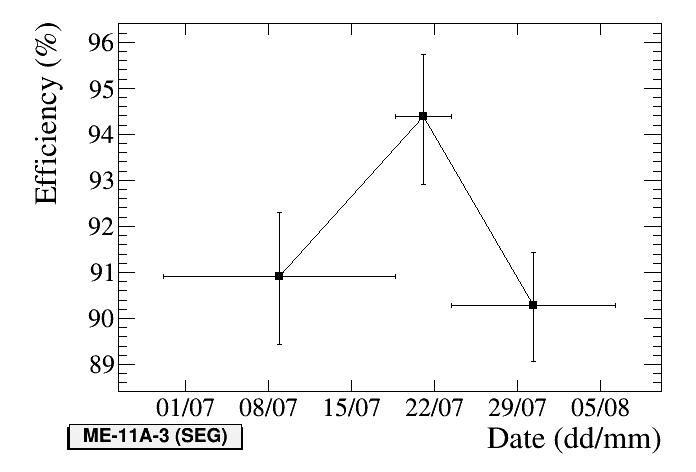 Efficiency (%)
96
95
94
93
92
91
90
89
01/07 08/07 15/07 22/07 29/07 05/08
ME-11A-3 (SEG)
Date (dd/mm)